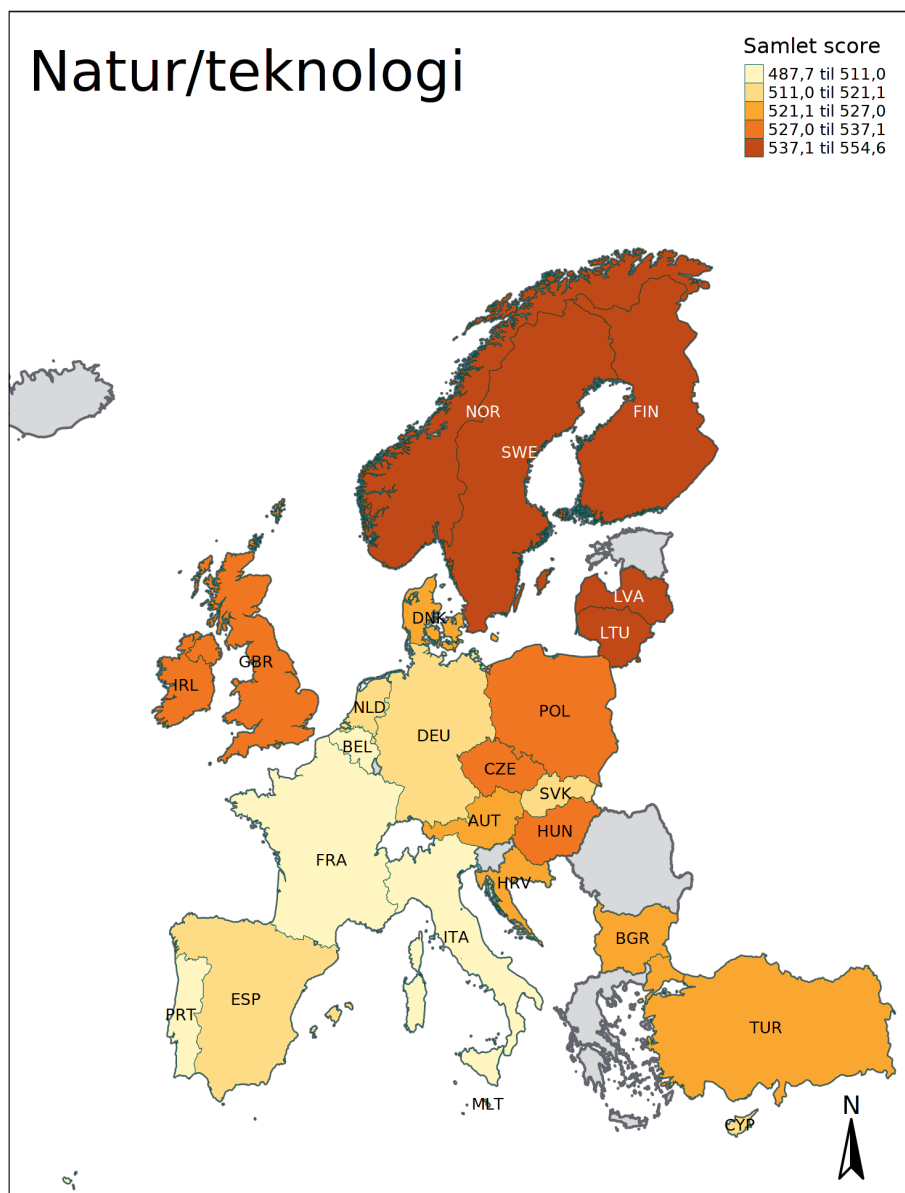 Natur/teknologi
Samlet score
487,7 til 511,0
511,0 til 521,1
521,1 til 527,0
527,0 til 537,1
537,1 til 554,6
NOR
FIN
SWE
LVA
DNK
LTU
GBR
IRL
NLD
POL
DEU
BEL
CZE
SVK
AUT
HUN
FRA
HRV
ITA
BGR
ESP
PRT
TUR
MLT
N
CYP